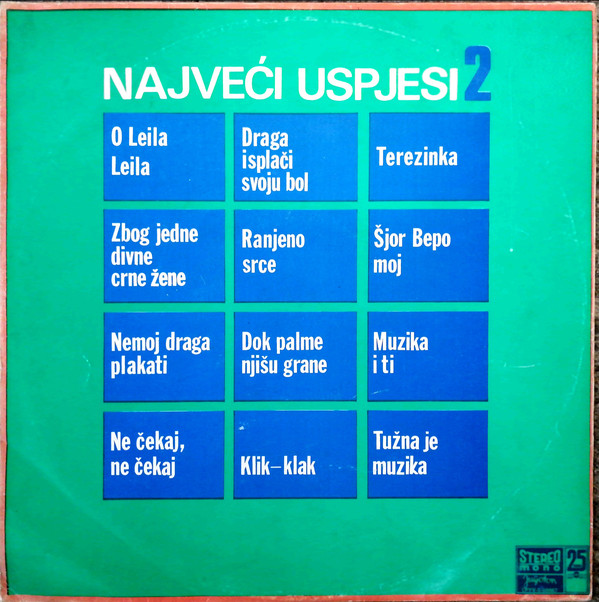 NAJVEĆI USPJESI 2
O Leila
Leila
Draga
isplači
svoju bol
Terezinka
Zbog jedne
divne
crne žene
Ranjeno
srce
Šjor Bepo
moj
Nemoj draga
plakati
Dok palme
njišu grane
Muzika
i ti
Ne čekaj,
ne čekaj
Klik–klak
Tužna je
muzika
STEREO
mono
25